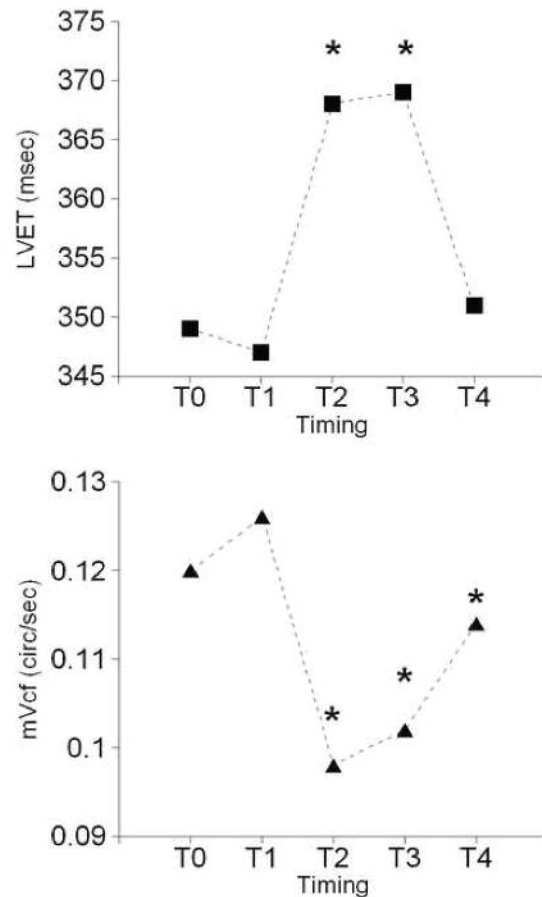 375
370
365
360
355
350
345
LVET (msec)
* *
T0 T1 T2 T3 T4
Timing
0.13
0.12
0.11
0.1
0.09
mVcf (circ/sec)
* * *
T0 T1 T2 T3 T4
Timing